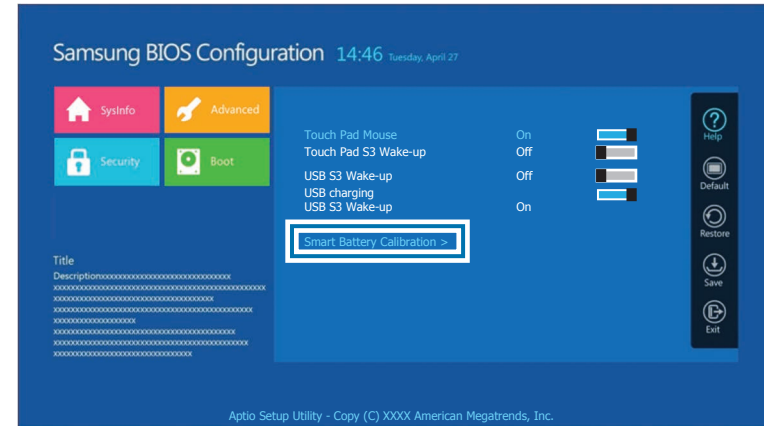 Samsung BIOS Configuration 14:46 Tuesday, April 27
SysInfo
Advanced
Security
Boot
Touch Pad Mouse On
Touch Pad S3 Wake-up Off
USB S3 Wake-up Off
USB charging
USB S3 Wake-up On
Smart Battery Calibration >
Help
Default
Restore
Save
Exit
Title
Descriptionxxxxxxxxxxxxxxxxxxxxxxxxxxxxxx
Aptio Setup Utility - Copy (C) XXXX American Megatrends, Inc.